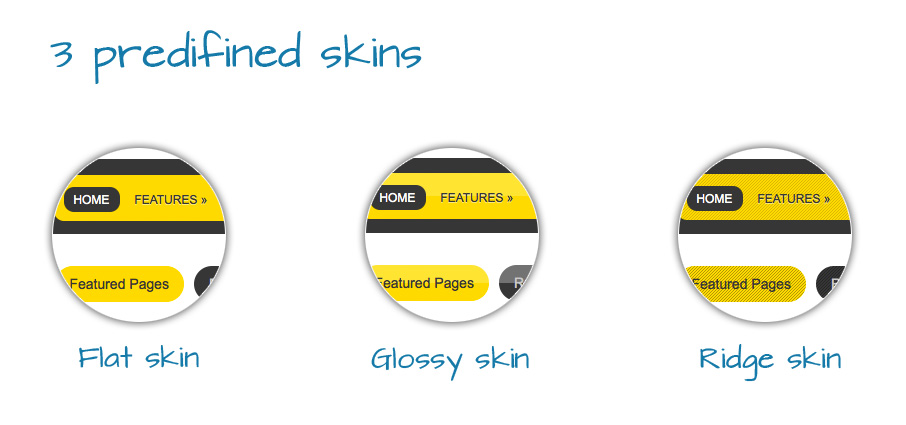 3 predifined skins
HOME FEATURES »
Featured Pages
Flat skin
HOME FEATURES »
Featured Pages R
Glossy skin
HOME FEATURES »
Featured Pages
Ridge skin